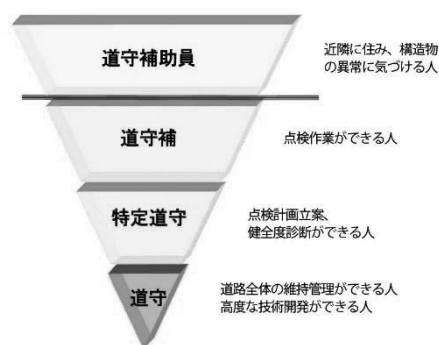 道守補助員
近隣に住み、構造物
の異常に気づける人
道守補
点検作業ができる人
特定道守
点検計画立案、
健全度診断ができる人
道守
道路全体の維持管理ができる人
高度な技術開発ができる人